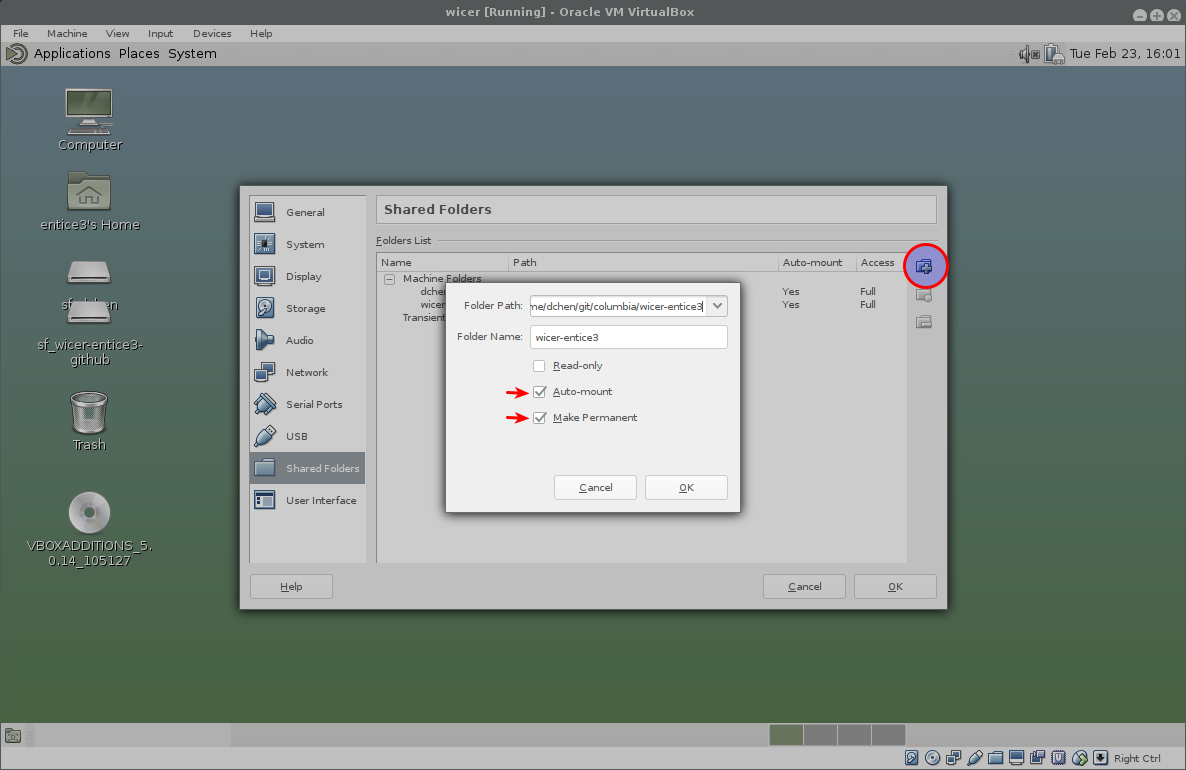 wicer [Running] - Oracle VM VirtualBox
File Machine View Input Devices Help
Applications Places System
Tue Feb 23, 16:01
Computer
entice3's Home
sf_wicer-entice3-
github
Trash
VBOXADDITIONS_5.
0.14_105127
General
System
Display
Storage
Audio
Network
Serial Ports
USB
Shared Folders
User Interface
Shared Folders
Folders List
Name Path Auto-mount Access
Machine Folders
Yes Full
Yes Full
Folder Path: me/dchen/git/columbia/wicer-entice3
Folder Name: wicer-entice3
Read-only
Auto-mount
Make Permanent
Cancel OK
Help Cancel OK
Right Ctrl